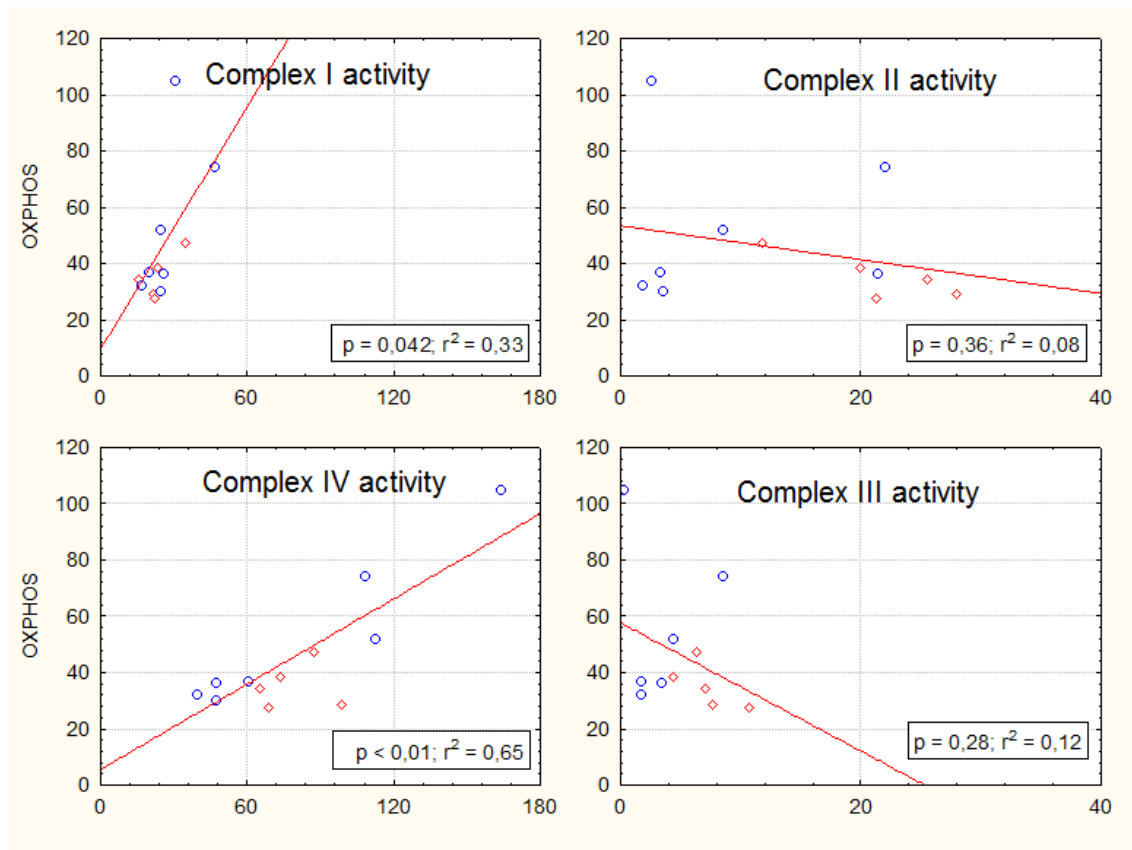 120
100
80
60
40
20
0
OXPHOS
Complex I activity
p = 0,042; r² = 0,33
0 60 120 180
120
100
80
60
40
20
0
Complex II activity
p = 0,36; r² = 0,08
0 20 40
120
100
80
60
40
20
0
OXPHOS
Complex IV activity
p < 0,01; r² = 0,65
0 60 120 180
120
100
80
60
40
20
0
Complex III activity
p = 0,28; r² = 0,12
0 20 40